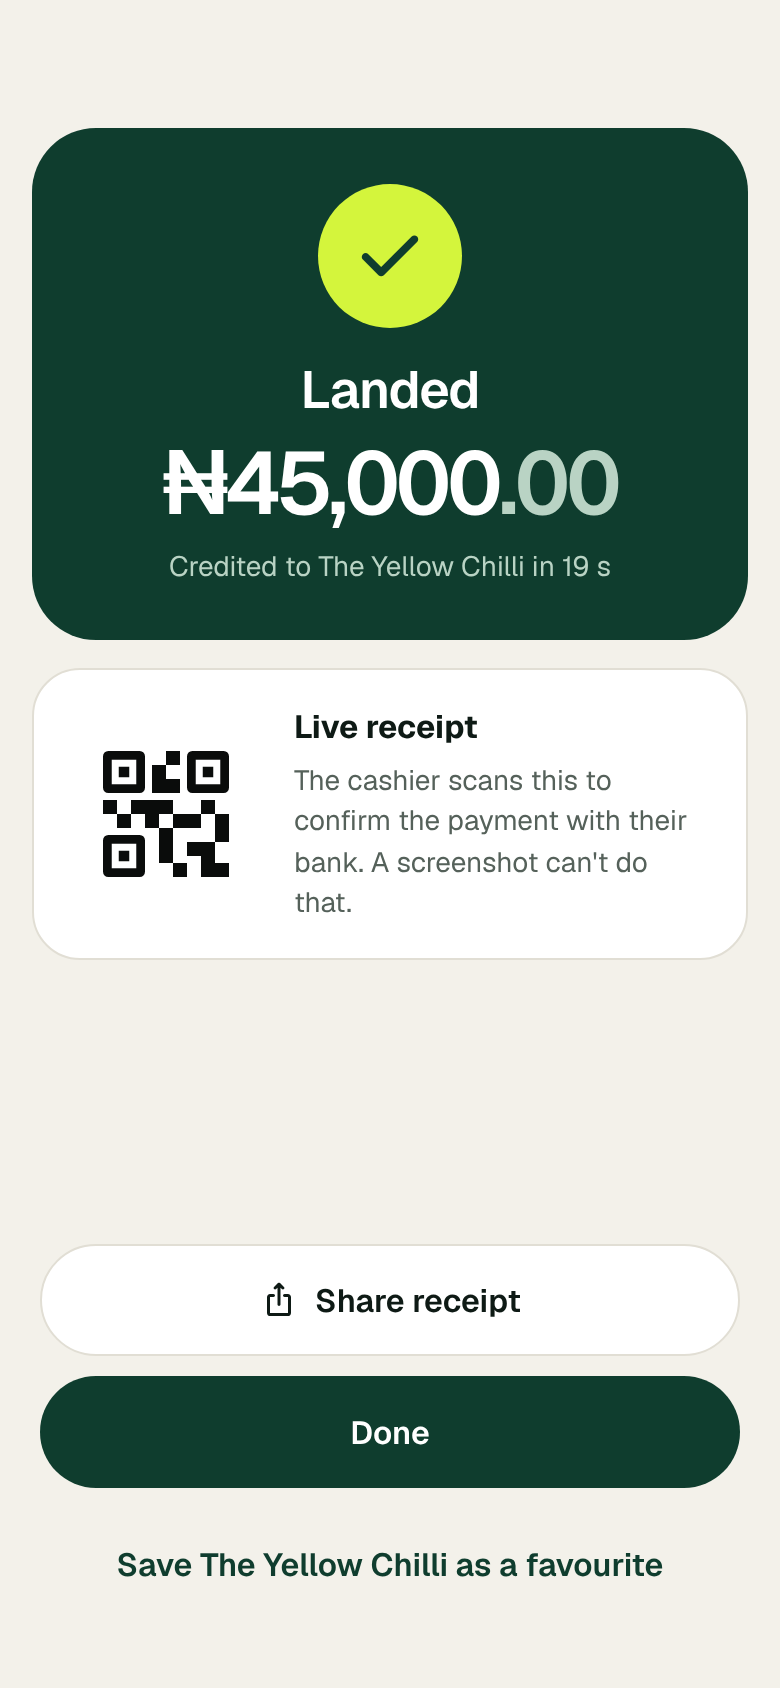 Landed
₦45,000.00
Credited to The Yellow Chilli in 19 s
Live receipt
The cashier scans this to
confirm the payment with their
bank. A screenshot can't do
that.
Share receipt
Done
Save The Yellow Chilli as a favourite